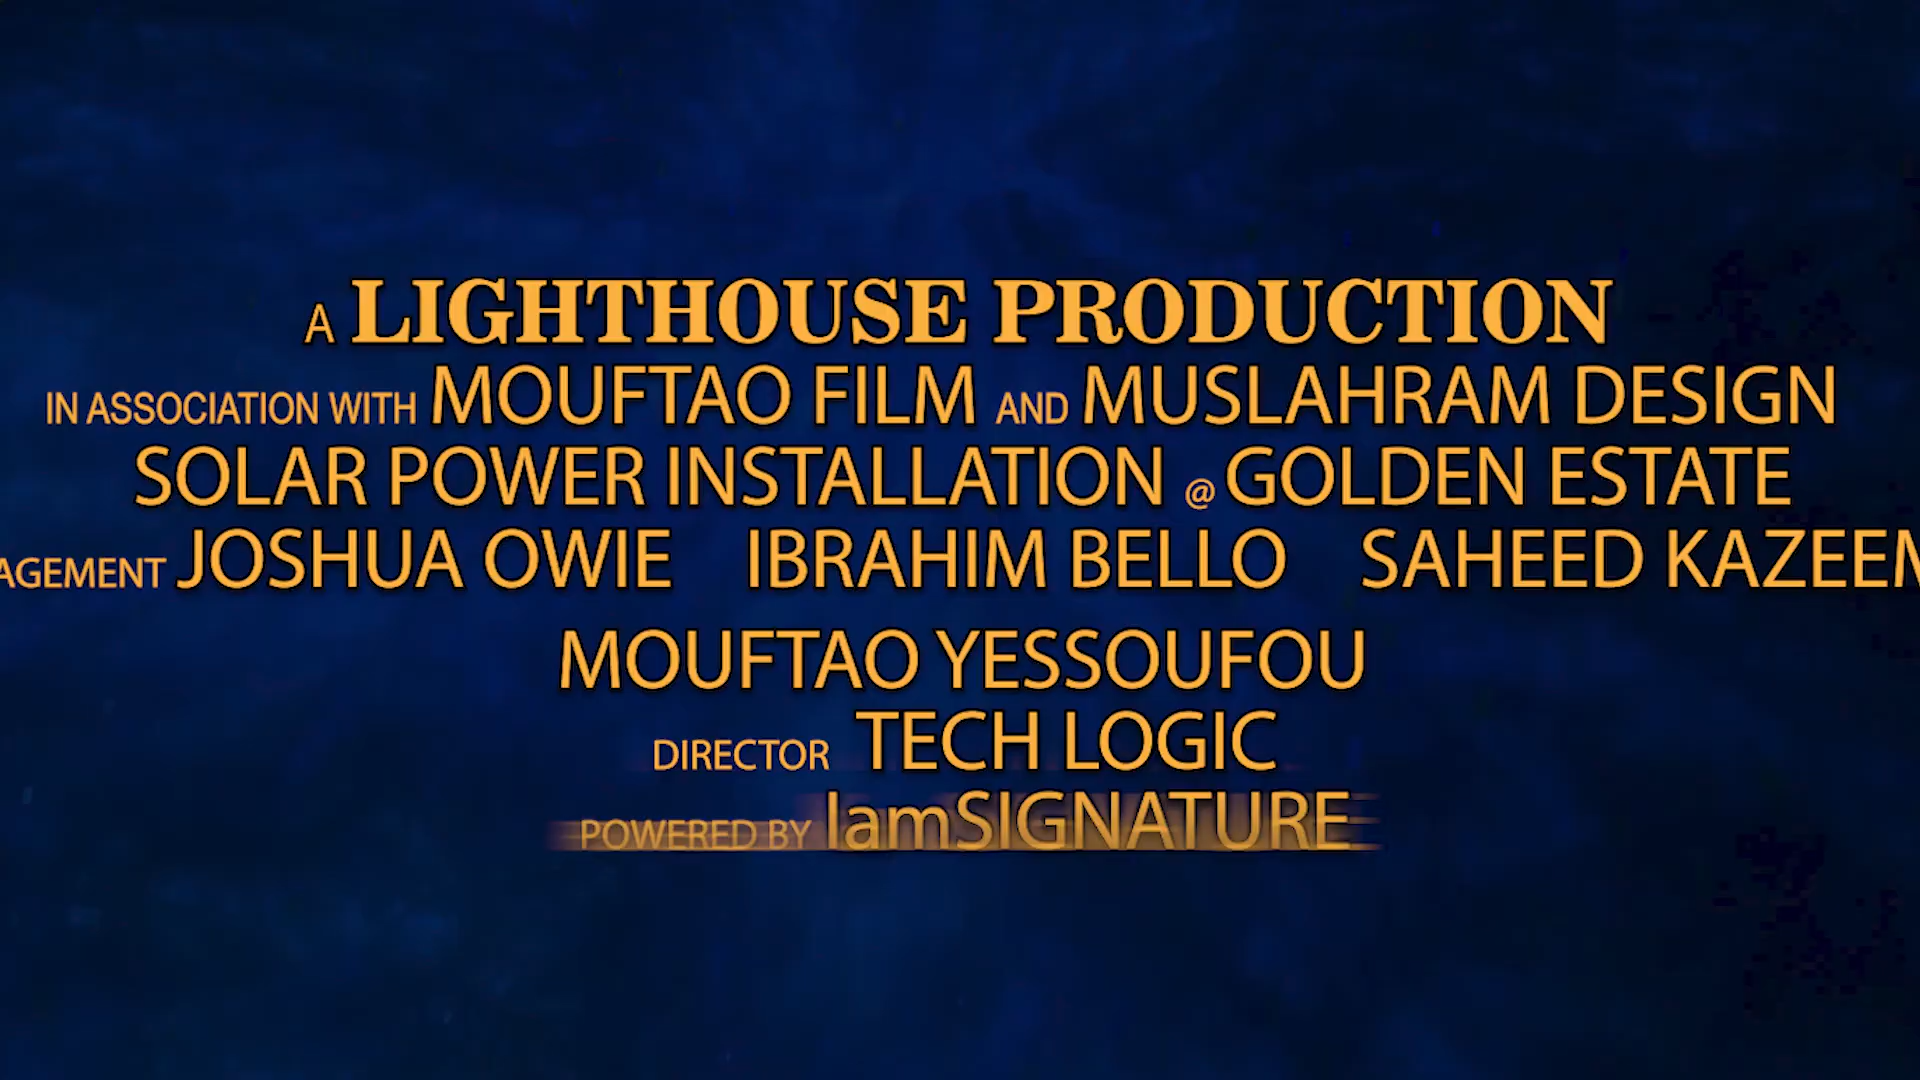 A LIGHTHOUSE PRODUCTION
IN ASSOCIATION WITH MOUFTAO FILM AND MUSLAHRAM DESIGN
SOLAR POWER INSTALLATION @ GOLDEN ESTATE
AGEMENT JOSHUA OWIE IBRAHIM BELLO SAHEED KAZEEM
MOUFTAO YESSOUFOU
DIRECTOR TECH LOGIC
POWERED BY IamSIGNATURE